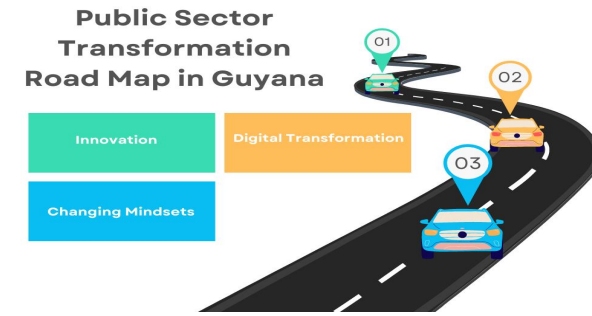 Public Sector
Transformation
Road Map in Guyana
01
02
03
Innovation
Digital Transformation
Changing Mindsets